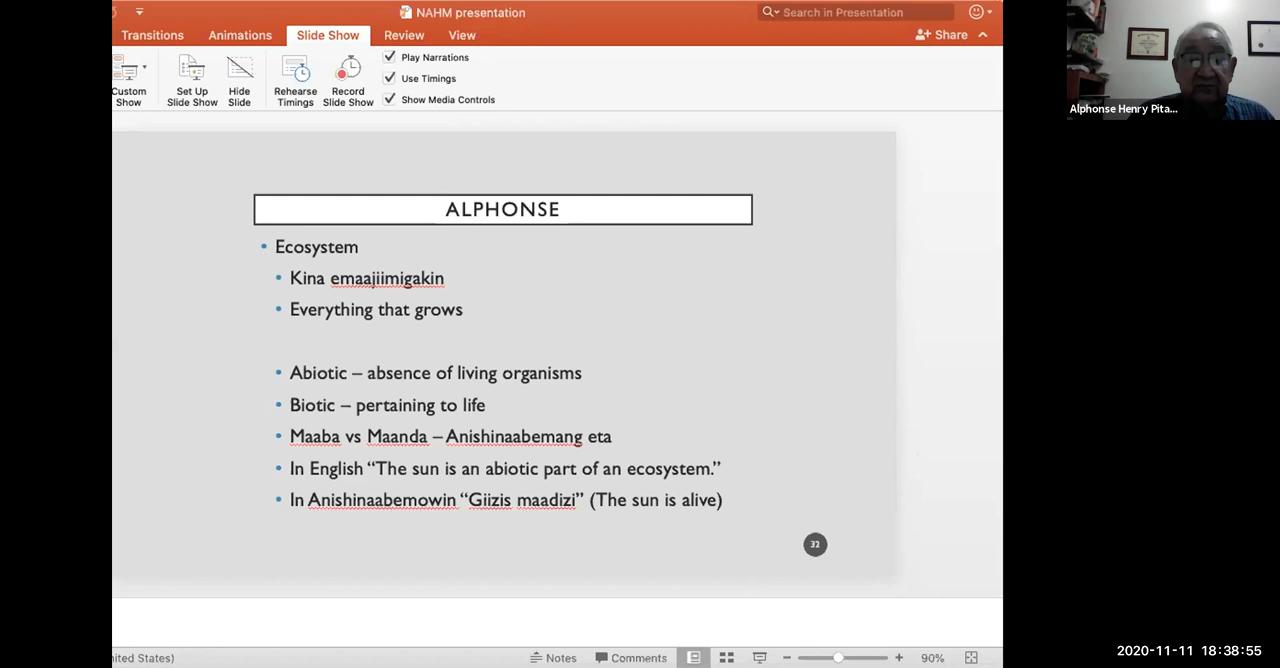 NAHM presentation
Search in Presentation
Transitions
Animations
Slide Show
Review
View
Share
Custom Show
Set Up Slide Show
Hide Slide
Rehearse Timings
Record Slide Show
Play Narrations
Use Timings
Show Media Controls
Alphonse Henry Pita...
ALPHONSE
Ecosystem
Kina emaajiimigakin
Everything that grows
Abiotic – absence of living organisms
Biotic – pertaining to life
Maaba vs Maanda – Anishinaabemang eta
In English “The sun is an abiotic part of an ecosystem.”
In Anishinaabemowin “Giizis maadizi” (The sun is alive)
32
nited States)
Notes
Comments
90%
2020-11-11 18:38:55